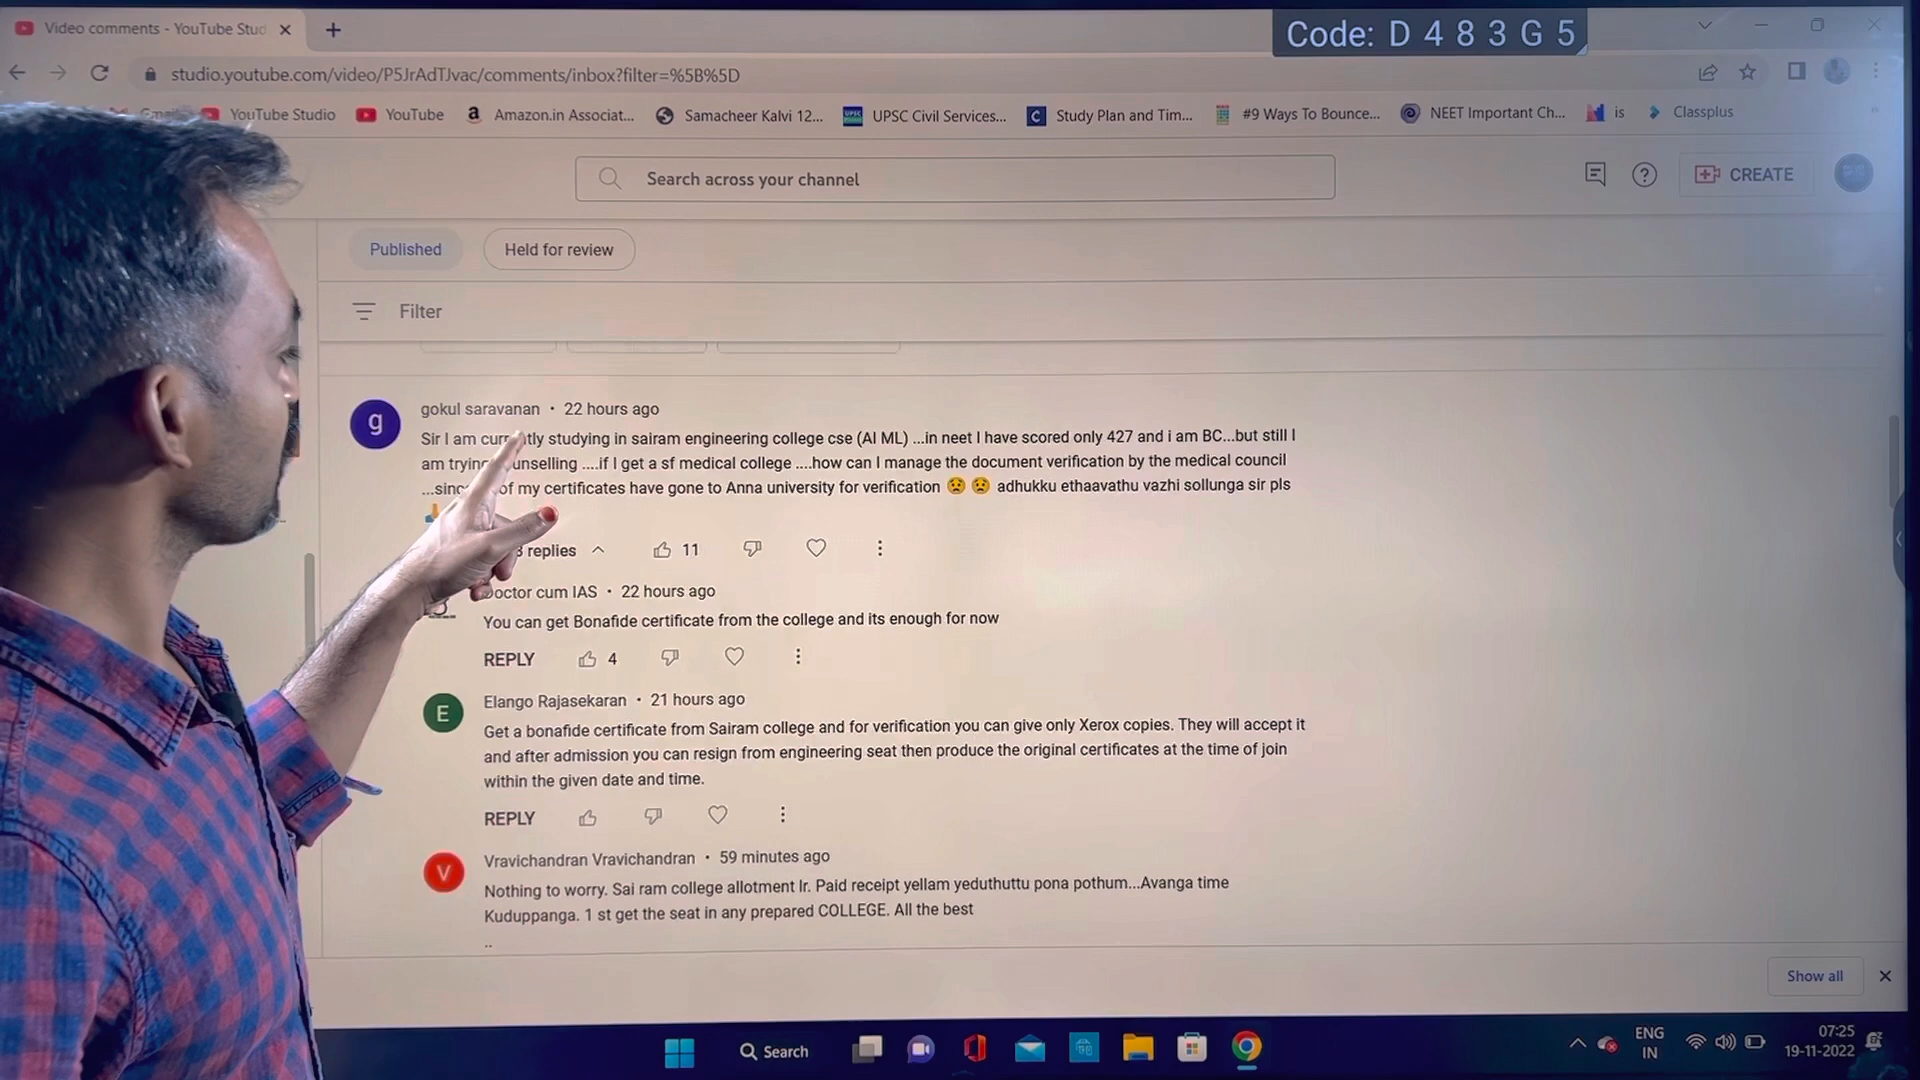 Video comments - YouTube Stud
Code: D 4 8 3 G 5
studio.youtube.com/video/P5JrAdTJvac/comments/inbox?filter=%5B%5D
Gmail YouTube Studio YouTube Amazon.in Associat... Samacheer Kalvi 12... UPSC Civil Services... Study Plan and Tim... #9 Ways To Bounce... NEET Important Ch... is Classplus
Search across your channel
CREATE
Published Held for review
Filter
g gokul saravanan • 22 hours ago
Sir I am currently studying in sairam engineering college cse (AI ML) ...in neet I have scored only 427 and i am BC...but still I
am trying unselling ....if I get a sf medical college ....how can I manage the document verification by the medical council
...since of my certificates have gone to Anna university for verification 😟 😟 adhukku ethaavathu vazhi sollunga sir pls
3 replies 11
Doctor cum IAS • 22 hours ago
You can get Bonafide certificate from the college and its enough for now
REPLY 4
E Elango Rajasekaran • 21 hours ago
Get a bonafide certificate from Sairam college and for verification you can give only Xerox copies. They will accept it
and after admission you can resign from engineering seat then produce the original certificates at the time of join
within the given date and time.
REPLY
V Vravichandran Vravichandran • 59 minutes ago
Nothing to worry. Sai ram college allotment lr. Paid receipt yellam yeduthuttu pona pothum...Avanga time
Kuduppanga. 1 st get the seat in any prepared COLLEGE. All the best
..
Show all
Search
ENG
IN
07:25
19-11-2022